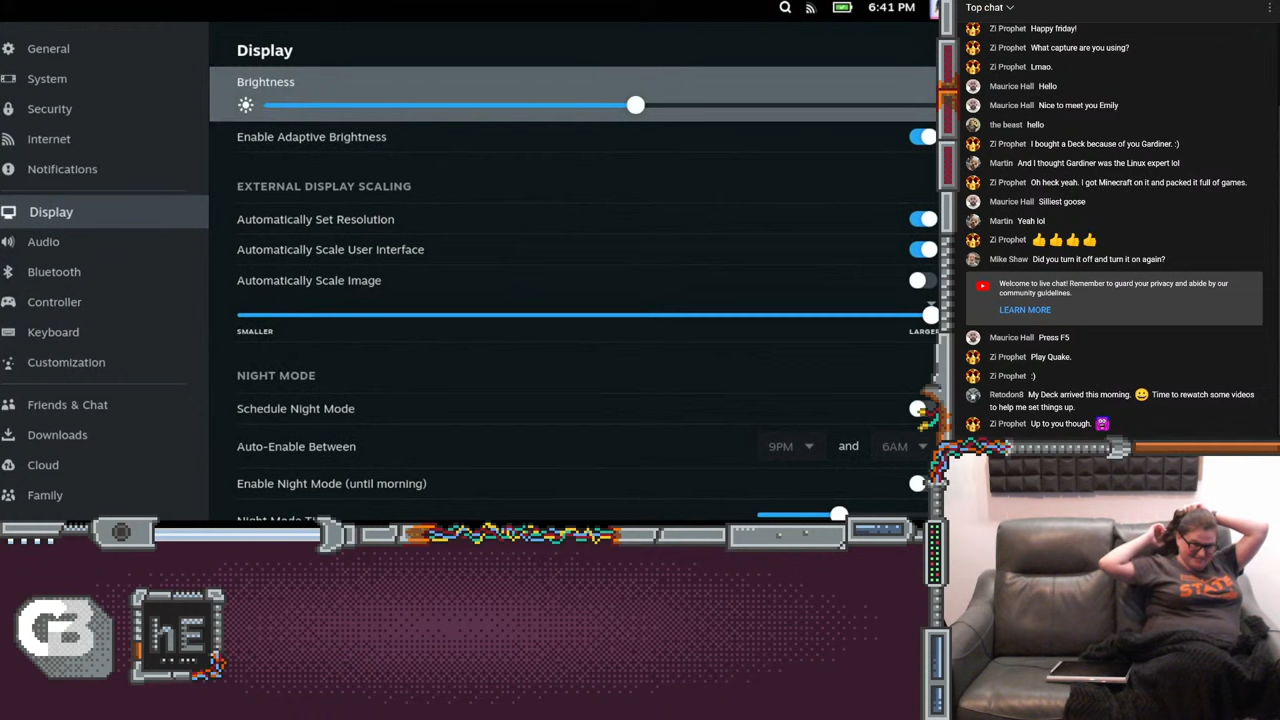 6:41 PM
General
System
Security
Internet
Notifications
Display
Audio
Bluetooth
Controller
Keyboard
Customization
Friends & Chat
Downloads
Cloud
Family
Display
Brightness
Enable Adaptive Brightness
EXTERNAL DISPLAY SCALING
Automatically Set Resolution
Automatically Scale User Interface
Automatically Scale Image
SMALLER
LARGER
NIGHT MODE
Schedule Night Mode
Auto-Enable Between
9PM and 6AM
Enable Night Mode (until morning)
Top chat
Zi Prophet Happy friday!
Zi Prophet What capture are you using?
Zi Prophet Lmao.
Maurice Hall Hello
Maurice Hall Nice to meet you Emily
the beast hello
Zi Prophet I bought a Deck because of you Gardiner. :)
Martin And I thought Gardiner was the Linux expert lol
Zi Prophet Oh heck yeah. I got Minecraft on it and packed it full of games.
Maurice Hall Silliest goose
Martin Yeah lol
Zi Prophet 👍👍👍👍
Mike Shaw Did you turn it off and turn it on again?
Welcome to live chat! Remember to guard your privacy and abide by our
community guidelines.
LEARN MORE
Maurice Hall Press F5
Zi Prophet Play Quake.
Zi Prophet :)
Retodon8 My Deck arrived this morning. 😀 Time to rewatch some videos
to help me set things up.
Zi Prophet Up to you though.
GB
hE
STATE